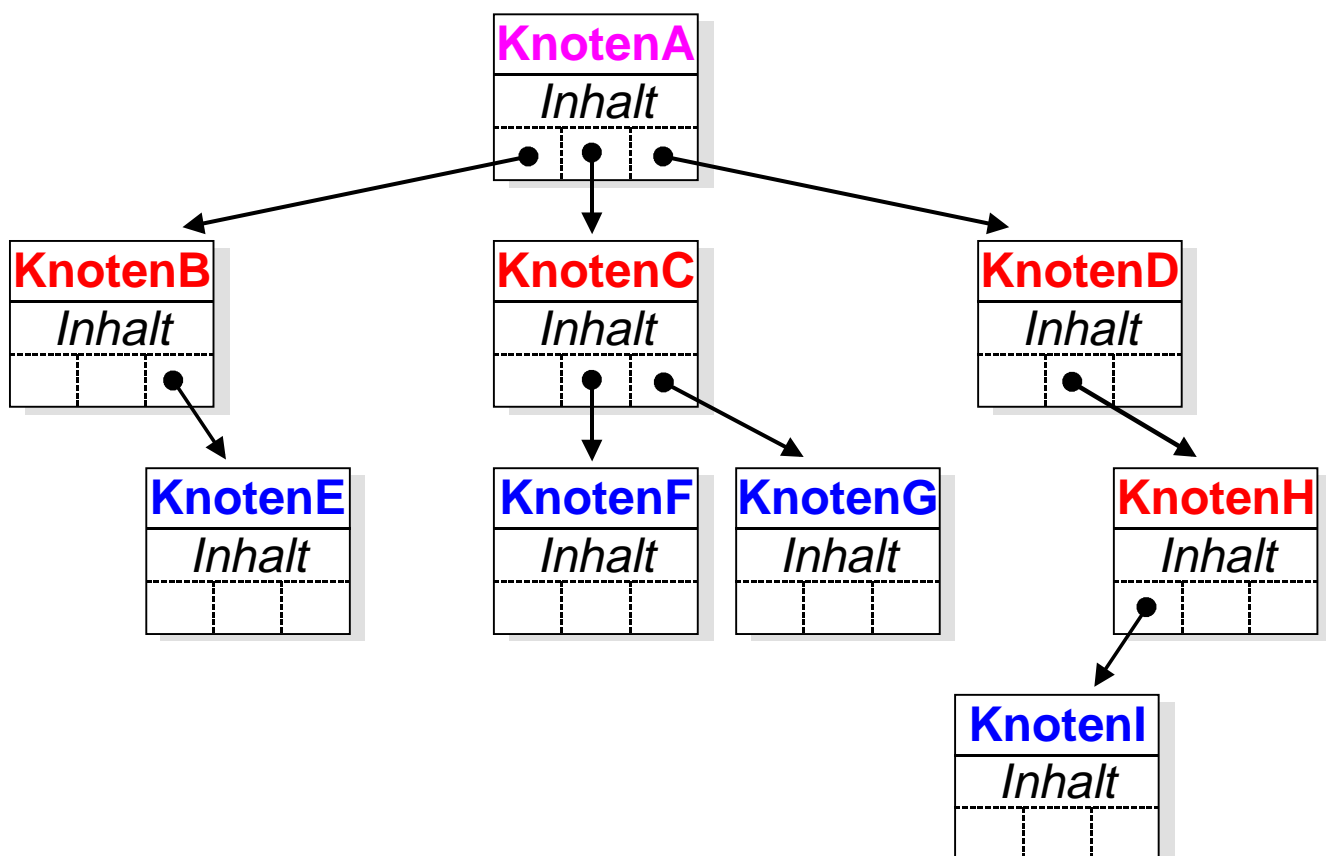 KnotenA
Inhalt
KnotenB
Inhalt
KnotenC
Inhalt
KnotenD
Inhalt
KnotenE
Inhalt
KnotenF
Inhalt
KnotenG
Inhalt
KnotenH
Inhalt
KnotenI
Inhalt